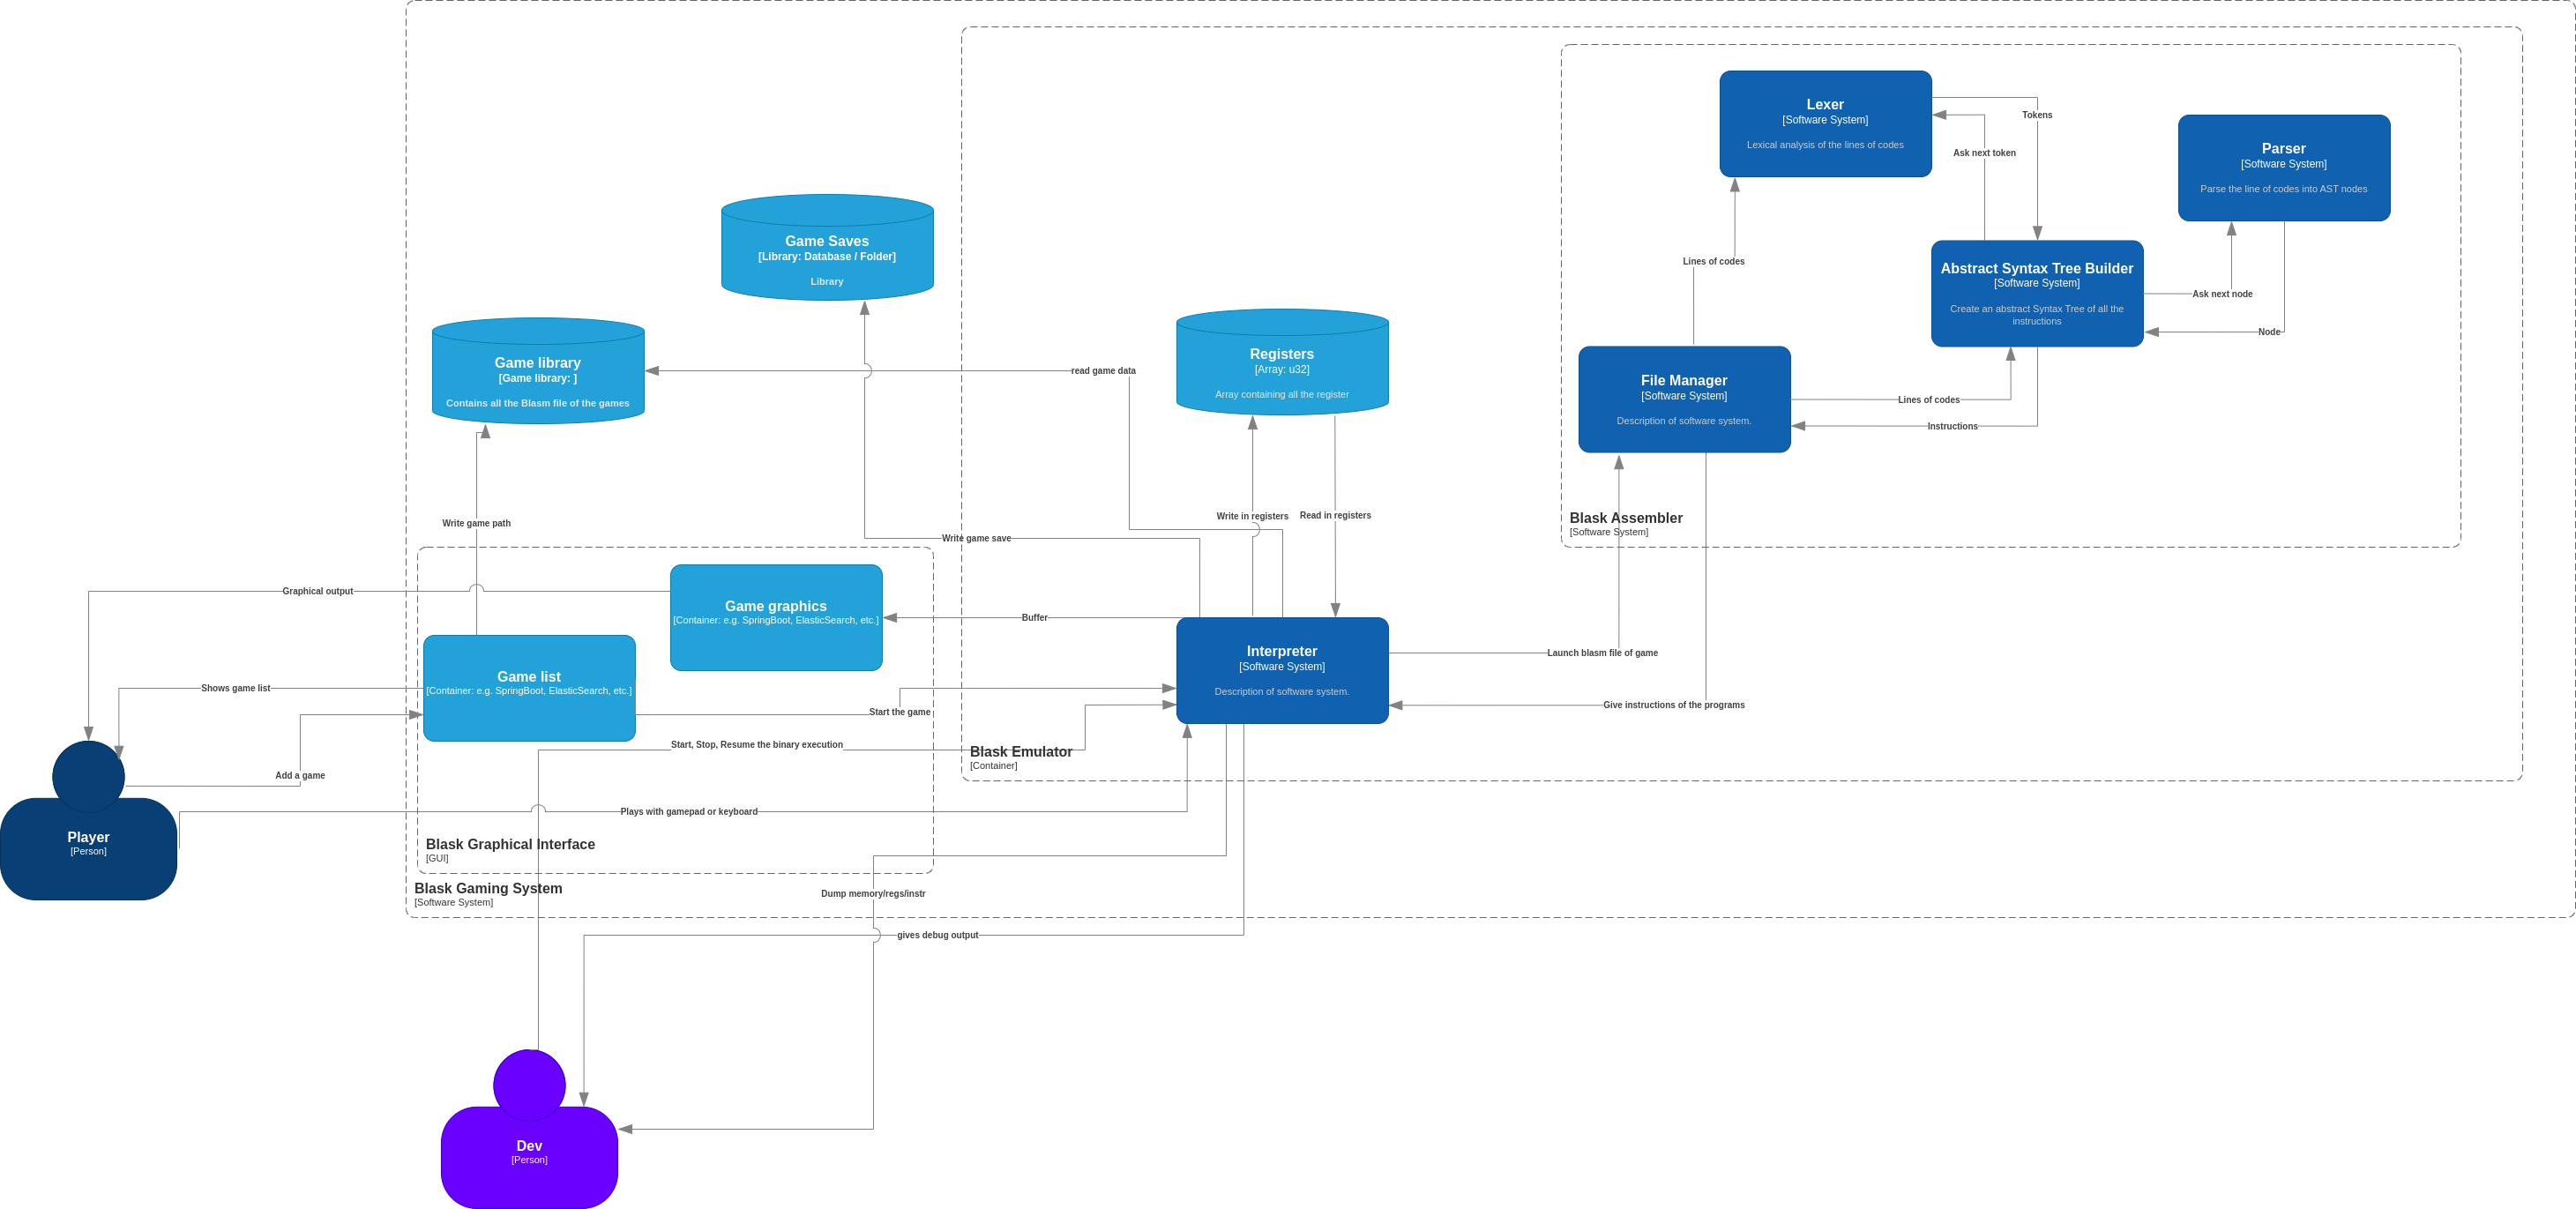 Lexer
[Software System]
Lexical analysis of the lines of codes
Tokens
Ask next token
Parser
[Software System]
Parse the line of codes into AST nodes
Game Saves
[Library: Database / Folder]
Library
Lines of codes
Abstract Syntax Tree Builder
[Software System]
Create an abstract Syntax Tree of all the
instructions
Ask next node
Node
Game library
[Game library: ]
Contains all the Blasm file of the games
read game data
Registers
[Array: u32]
Array containing all the register
File Manager
[Software System]
Description of software system.
Lines of codes
Instructions
Write game path
Write game save
Write in registers
Read in registers
Blask Assembler
[Software System]
Graphical output
Game graphics
[Container: e.g. SpringBoot, ElasticSearch, etc.]
Buffer
Interpreter
[Software System]
Description of software system.
Launch blasm file of game
Give instructions of the programs
Shows game list
Game list
[Container: e.g. SpringBoot, ElasticSearch, etc.]
Start the game
Start, Stop, Resume the binary execution
Blask Emulator
[Container]
Add a game
Plays with gamepad or keyboard
Player
[Person]
Blask Graphical Interface
[GUI]
Blask Gaming System
[Software System]
Dump memory/regs/instr
gives debug output
Dev
[Person]